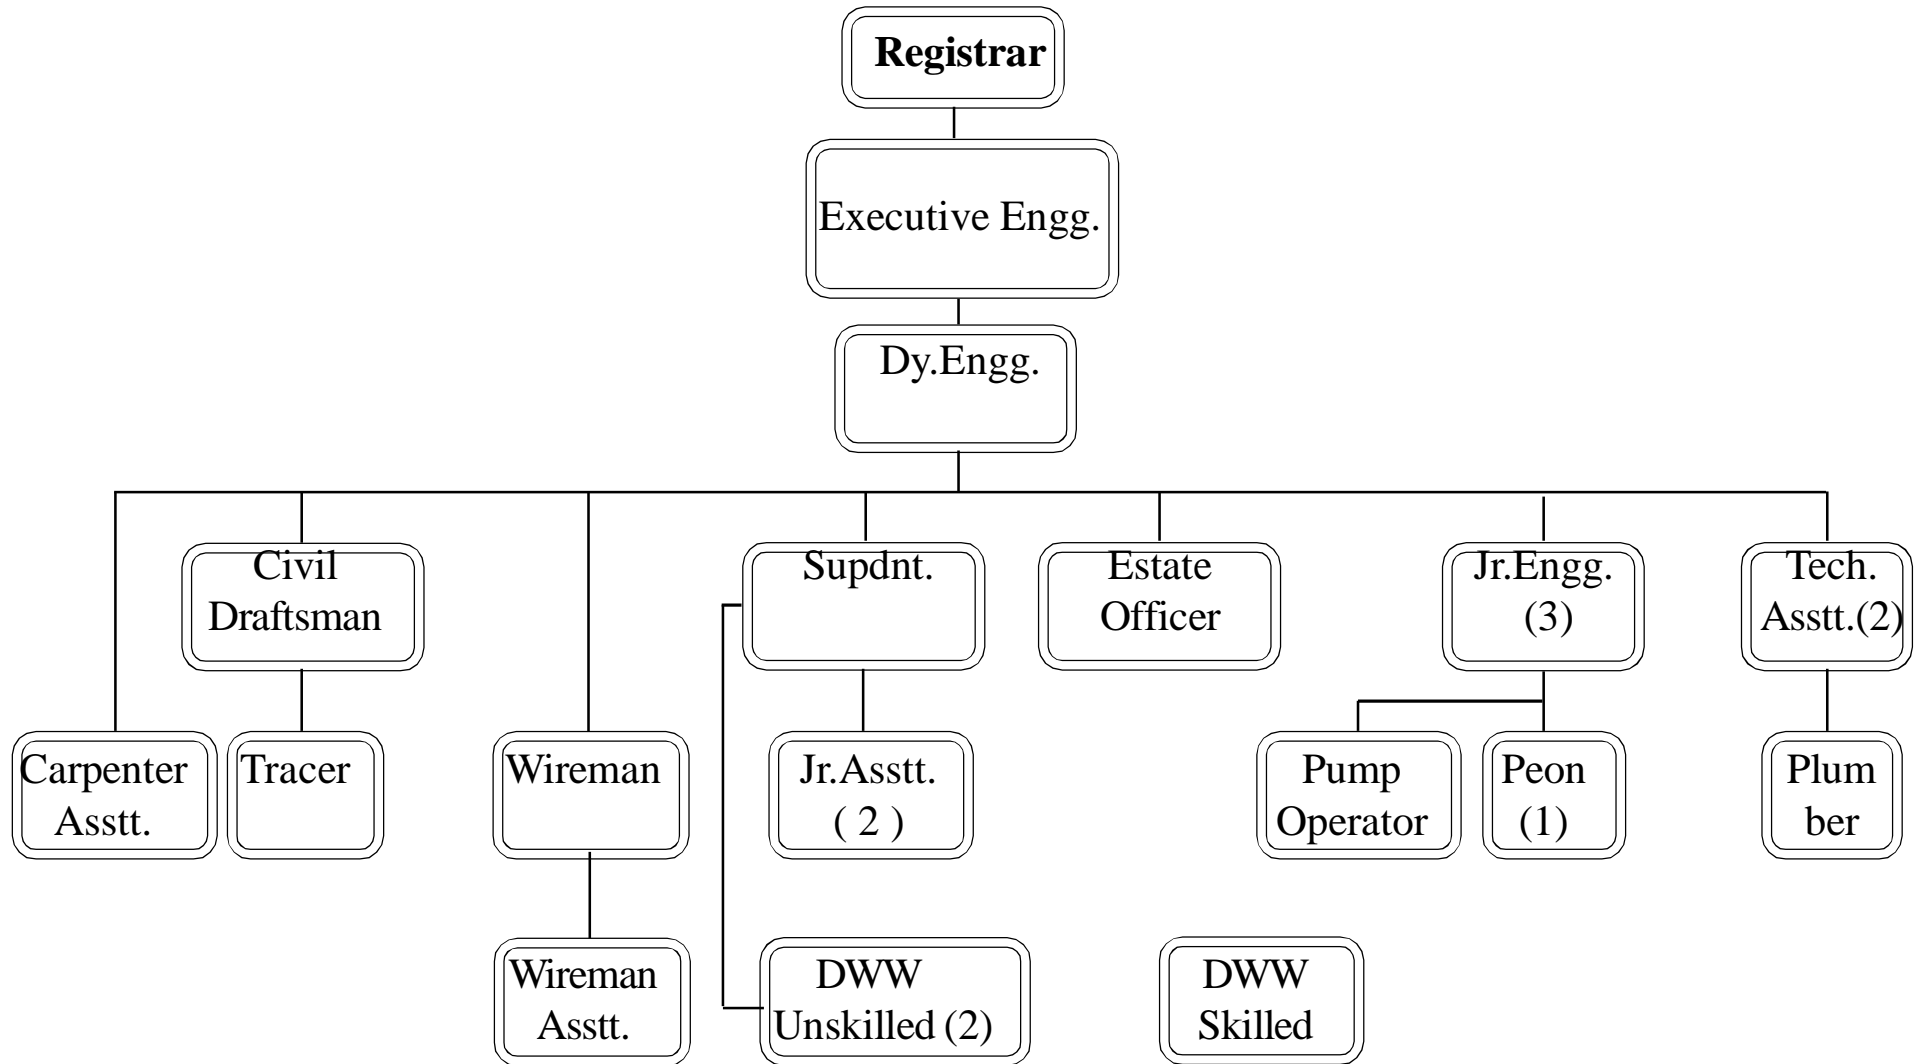 Registrar
Executive Engg.
Dy.Engg.
Civil
Draftsman
Supdnt.
Estate
Officer
Jr.Engg.
(3)
Tech.
Asstt.(2)
Carpenter
Asstt.
Tracer
Wireman
Jr.Asstt.
( 2 )
Pump
Operator
Peon
(1)
Plum
ber
Wireman
Asstt.
DWW
Unskilled (2)
DWW
Skilled